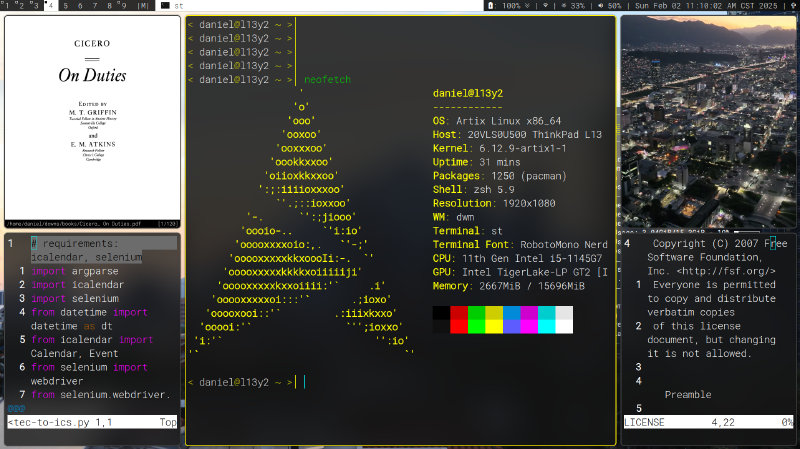 1 2 3 4 5 6 7 8 9 |M| st
100% | | 33% | 50% | Sun Feb 02 11:10:02 AM CST 2025 |
CICERO
On Duties
EDITED BY
M. T. GRIFFIN
and
E. M. ATKINS
/home/daniel/downs/books/Cicero, On Duties.pdf [1/120]
1 # requirements:
icalendar, selenium
1 import argparse
2 import icalendar
3 import selenium
4 from datetime import
datetime as dt
5 from icalendar import
Calendar, Event
6 from selenium import
webdriver
7 from selenium.webdriver.
@@@
<tec-to-ics.py 1,1 Top
< daniel@l13y2 ~ >
< daniel@l13y2 ~ >
< daniel@l13y2 ~ >
< daniel@l13y2 ~ >
< daniel@l13y2 ~ > neofetch
daniel@l13y2
------------
OS: Artix Linux x86_64
Host: 20VLS0U500 ThinkPad L13
Kernel: 6.12.9-artix1-1
Uptime: 31 mins
Packages: 1250 (pacman)
Shell: zsh 5.9
Resolution: 1920x1080
WM: dwm
Terminal: st
Terminal Font: RobotoMono Nerd
CPU: 11th Gen Intel i5-1145G7
GPU: Intel TigerLake-LP GT2 [I
Memory: 2667MiB / 15696MiB
< daniel@l13y2 ~ >
4 Copyright (C) 2007 Free
Software Foundation,
Inc. <http://fsf.org/>
1 Everyone is permitted
to copy and distribute
verbatim copies
2 of this license
document, but changing
it is not allowed.
3
4
Preamble
5
LICENSE 4,22 0%